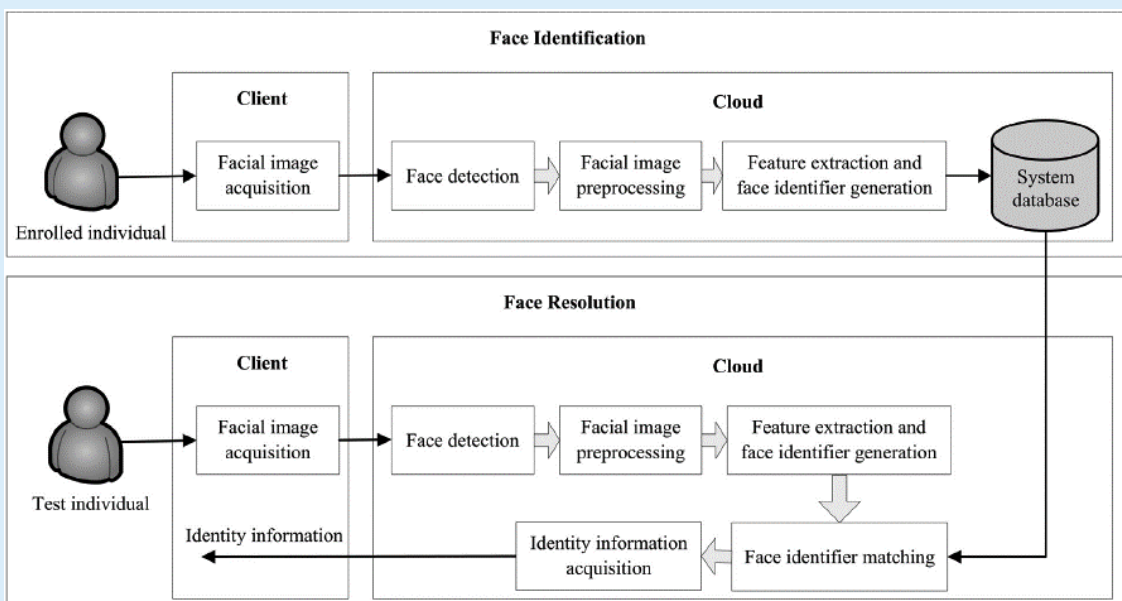 Face Identification
Client
Cloud
Enrolled individual
Facial image
acquisition
Face detection
Facial image
preprocessing
Feature extraction and
face identifier generation
System
database
Face Resolution
Client
Cloud
Test individual
Facial image
acquisition
Face detection
Facial image
preprocessing
Feature extraction and
face identifier generation
Face identifier matching
Identity information
acquisition
Identity information